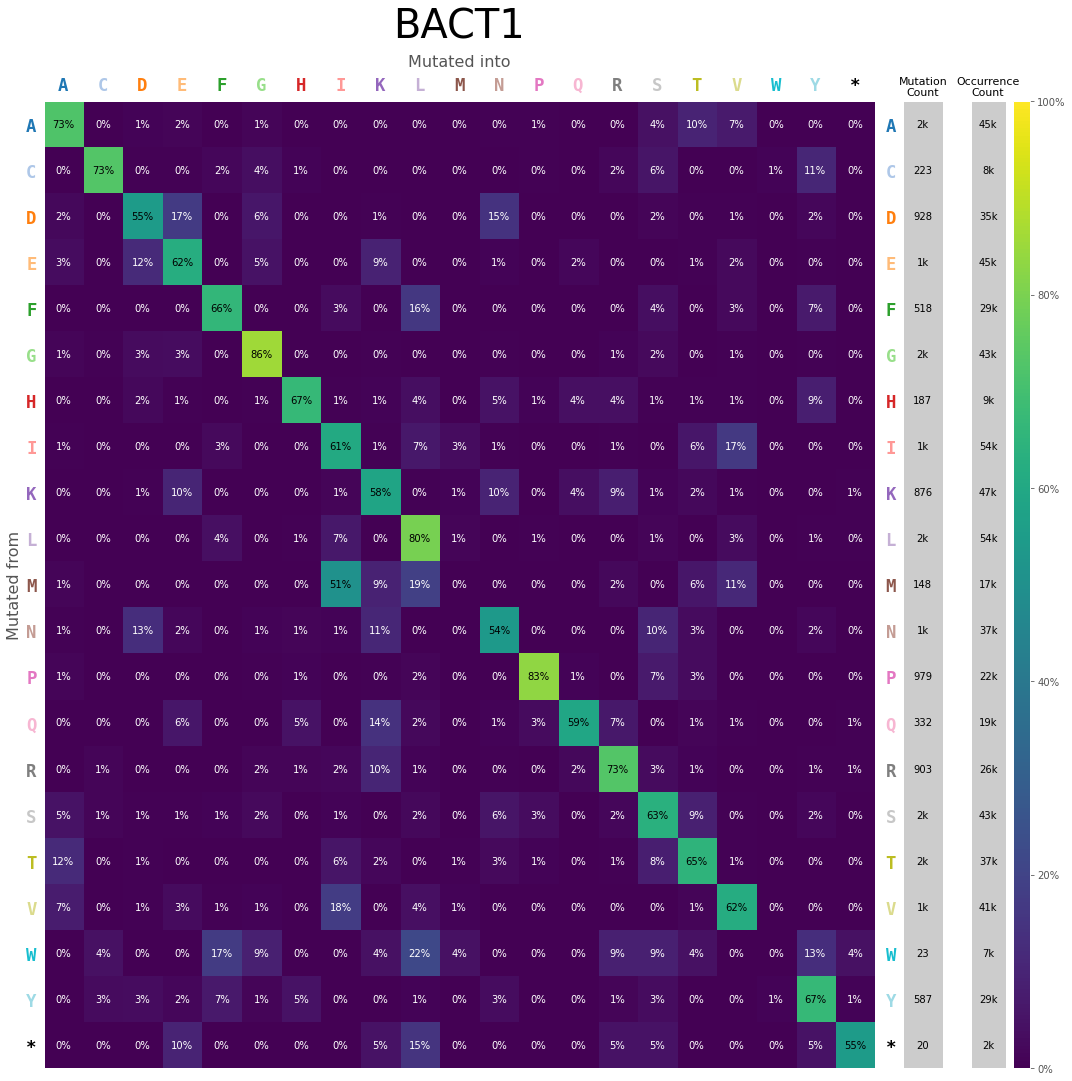 BACT1
Mutated into
A C D E F G H I K L M N P Q R S T V W Y *
Mutation Count Occurrence Count
A 73% 0% 1% 2% 0% 1% 0% 0% 0% 0% 0% 0% 1% 0% 0% 4% 10% 7% 0% 0% 0% A 2k 45k 100%
C 0% 73% 0% 0% 2% 4% 1% 0% 0% 0% 0% 0% 0% 0% 2% 6% 0% 0% 1% 11% 0% C 223 8k
D 2% 0% 55% 17% 0% 6% 0% 0% 1% 0% 0% 15% 0% 0% 0% 2% 0% 1% 0% 2% 0% D 928 35k
E 3% 0% 12% 62% 0% 5% 0% 0% 9% 0% 0% 1% 0% 2% 0% 0% 1% 2% 0% 0% 0% E 1k 45k
F 0% 0% 0% 0% 66% 0% 0% 3% 0% 16% 0% 0% 0% 0% 0% 4% 0% 3% 0% 7% 0% F 518 29k 80%
G 1% 0% 3% 3% 0% 86% 0% 0% 0% 0% 0% 0% 0% 0% 1% 2% 0% 1% 0% 0% 0% G 2k 43k
H 0% 0% 2% 1% 0% 1% 67% 1% 1% 4% 0% 5% 1% 4% 4% 1% 1% 1% 0% 9% 0% H 187 9k
I 1% 0% 0% 0% 3% 0% 0% 61% 1% 7% 3% 1% 0% 0% 1% 0% 6% 17% 0% 0% 0% I 1k 54k
K 0% 0% 1% 10% 0% 0% 0% 1% 58% 0% 1% 10% 0% 4% 9% 1% 2% 1% 0% 0% 1% K 876 47k 60%
L 0% 0% 0% 0% 4% 0% 1% 7% 0% 80% 1% 0% 1% 0% 0% 1% 0% 3% 0% 1% 0% L 2k 54k
Mutated from
M 1% 0% 0% 0% 0% 0% 0% 51% 9% 19% 0% 0% 0% 0% 2% 0% 6% 11% 0% 0% 0% M 148 17k
N 1% 0% 13% 2% 0% 1% 1% 1% 11% 0% 0% 54% 0% 0% 0% 10% 3% 0% 0% 2% 0% N 1k 37k
P 1% 0% 0% 0% 0% 0% 1% 0% 0% 2% 0% 0% 83% 1% 0% 7% 3% 0% 0% 0% 0% P 979 22k 40%
Q 0% 0% 0% 6% 0% 0% 5% 0% 14% 2% 0% 1% 3% 59% 7% 0% 1% 1% 0% 0% 1% Q 332 19k
R 0% 1% 0% 0% 0% 2% 1% 2% 10% 1% 0% 0% 0% 2% 73% 3% 1% 0% 0% 1% 1% R 903 26k
S 5% 1% 1% 1% 1% 2% 0% 1% 0% 2% 0% 6% 3% 0% 2% 63% 9% 0% 0% 2% 0% S 2k 43k
T 12% 0% 1% 0% 0% 0% 0% 6% 2% 0% 1% 3% 1% 0% 1% 8% 65% 1% 0% 0% 0% T 2k 37k 20%
V 7% 0% 1% 3% 1% 1% 0% 18% 0% 4% 1% 0% 0% 0% 0% 0% 1% 62% 0% 0% 0% V 1k 41k
W 0% 4% 0% 0% 17% 9% 0% 0% 4% 22% 4% 0% 0% 0% 9% 9% 4% 0% 0% 13% 4% W 23 7k
Y 0% 3% 3% 2% 7% 1% 5% 0% 0% 1% 0% 3% 0% 0% 1% 3% 0% 0% 1% 67% 1% Y 587 29k
* 0% 0% 0% 10% 0% 0% 0% 0% 5% 15% 0% 0% 0% 0% 5% 5% 0% 0% 0% 5% 55% * 20 2k 0%